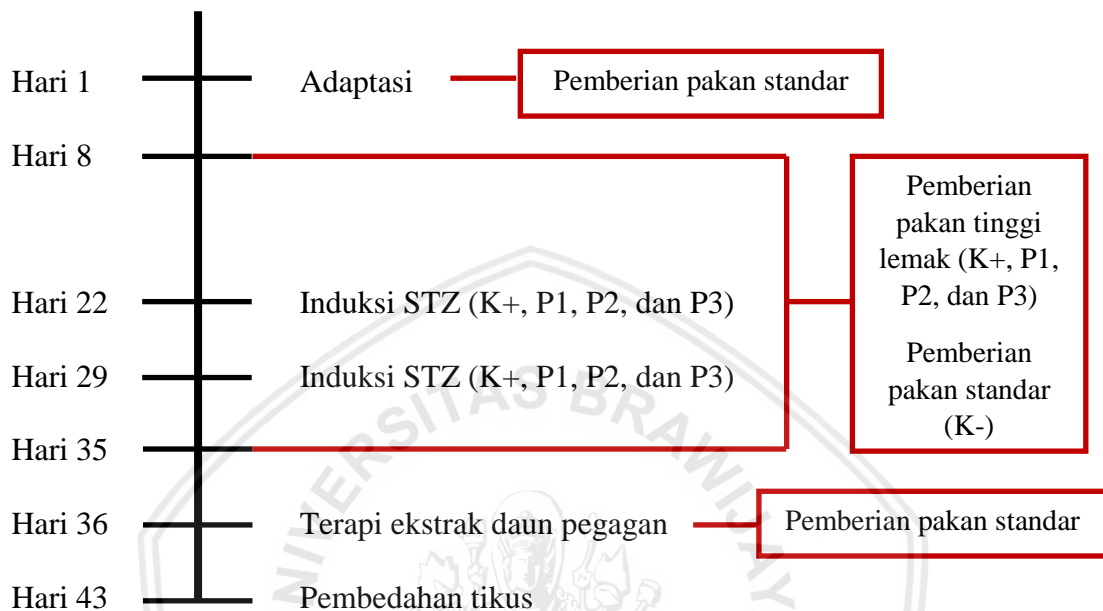 Hari 1
Adaptasi
Pemberian pakan standar
Hari 8
Pemberian
pakan tinggi
lemak (K+, P1,
P2, dan P3)
Pemberian
pakan standar
(K-)
Hari 22
Induksi STZ (K+, P1, P2, dan P3)
Hari 29
Induksi STZ (K+, P1, P2, dan P3)
Hari 35
Hari 36
Terapi ekstrak daun pegagan
Pemberian pakan standar
Hari 43
Pembedahan tikus
UNIVERSITAS BRAWIJAY